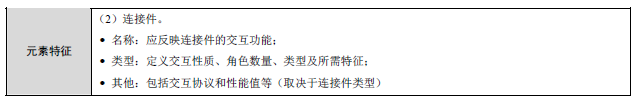 元素特征
（2）连接件。
• 名称：应反映连接件的交互功能；
• 类型：定义交互性质、角色数量、类型及所需特征；
• 其他：包括交互协议和性能值等（取决于连接件类型）